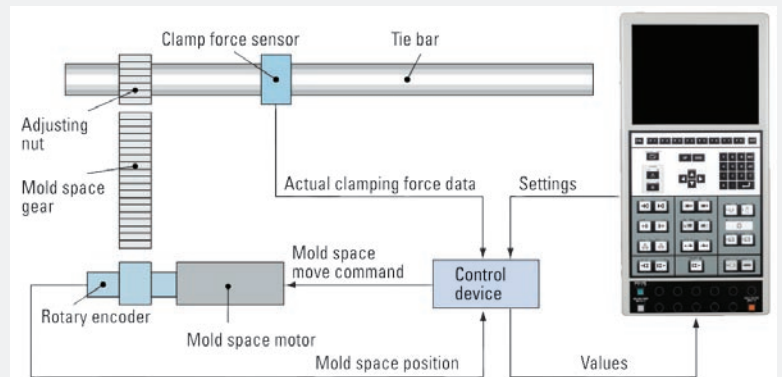 Clamp force sensor
Tie bar
Adjusting
nut
Mold space
gear
Actual clamping force data
Settings
Mold space
move command
Control
device
Rotary encoder
Mold space motor
Mold space position
Values